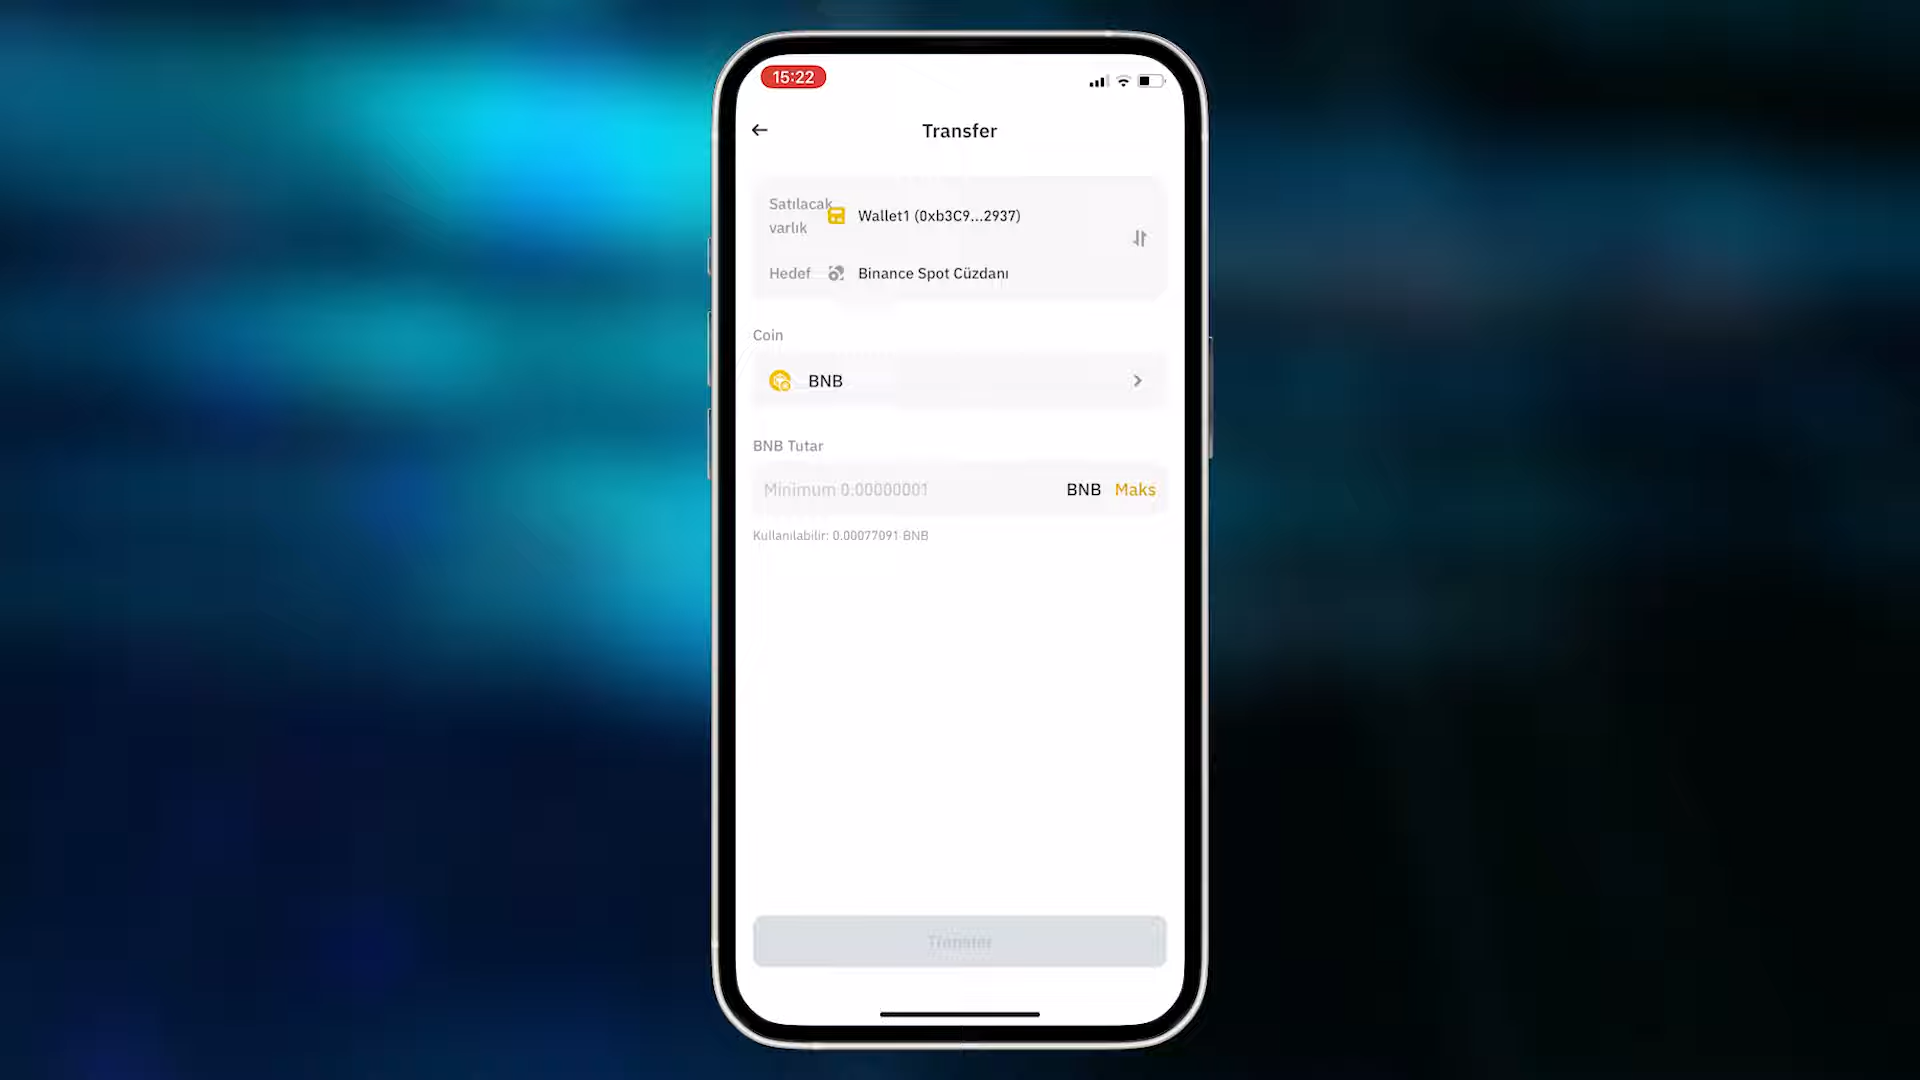 15:22
Transfer
Satılacak
varlık
Wallet1 (0xb3C9...2937)
Hedef
Binance Spot Cüzdanı
Coin
BNB
BNB Tutar
Minimum 0.00000001
BNB
Maks
Kullanılabilir: 0.00077091 BNB
Transfer